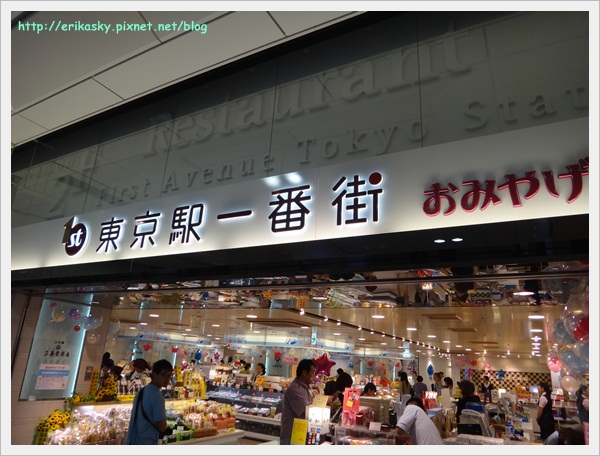 http://erikasky.pixnet.net/blog
Restaurant
First Avenue Tokyo Stat
1st 東京駅一番街 おみやげ